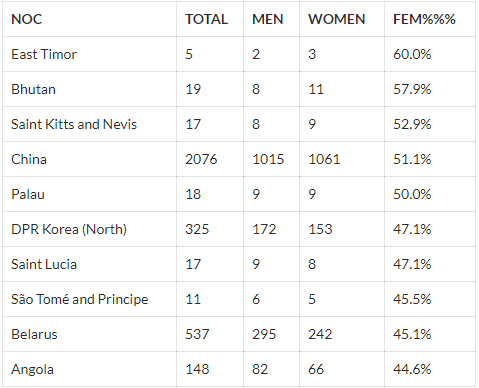 NOC TOTAL MEN WOMEN FEM%%%
East Timor 5 2 3 60.0%
Bhutan 19 8 11 57.9%
Saint Kitts and Nevis 17 8 9 52.9%
China 2076 1015 1061 51.1%
Palau 18 9 9 50.0%
DPR Korea (North) 325 172 153 47.1%
Saint Lucia 17 9 8 47.1%
São Tomé and Principe 11 6 5 45.5%
Belarus 537 295 242 45.1%
Angola 148 82 66 44.6%